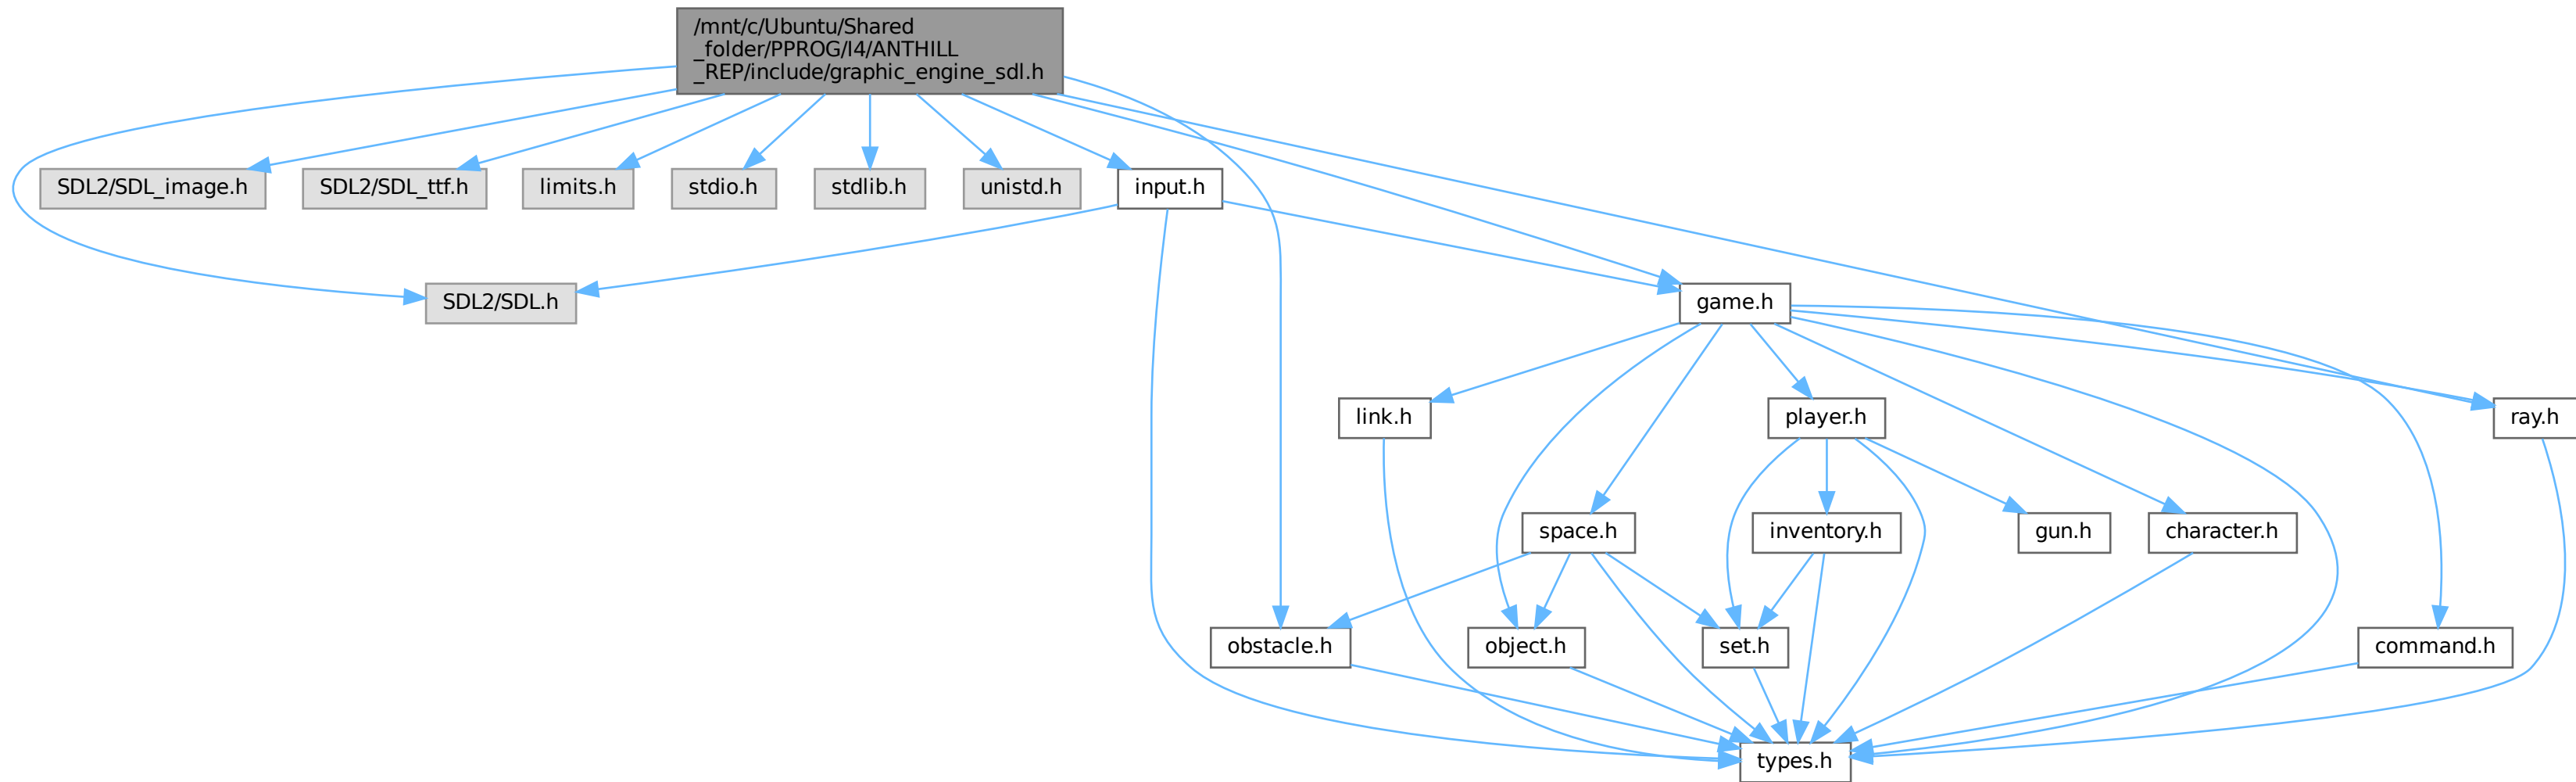 /mnt/c/Ubuntu/Shared
_folder/PPROG/I4/ANTHILL
_REP/include/graphic_engine_sdl.h
SDL2/SDL_image.h
SDL2/SDL_ttf.h
limits.h
stdio.h
stdlib.h
unistd.h
input.h
SDL2/SDL.h
game.h
link.h
player.h
ray.h
space.h
inventory.h
gun.h
character.h
obstacle.h
object.h
set.h
command.h
types.h